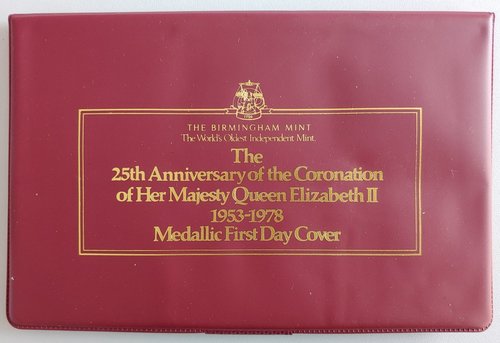 THE BIRMINGHAM MINT
The World's Oldest Independent Mint.
The
25th Anniversary of the Coronation
of Her Majesty Queen Elizabeth II
1953-1978
Medallic First Day Cover